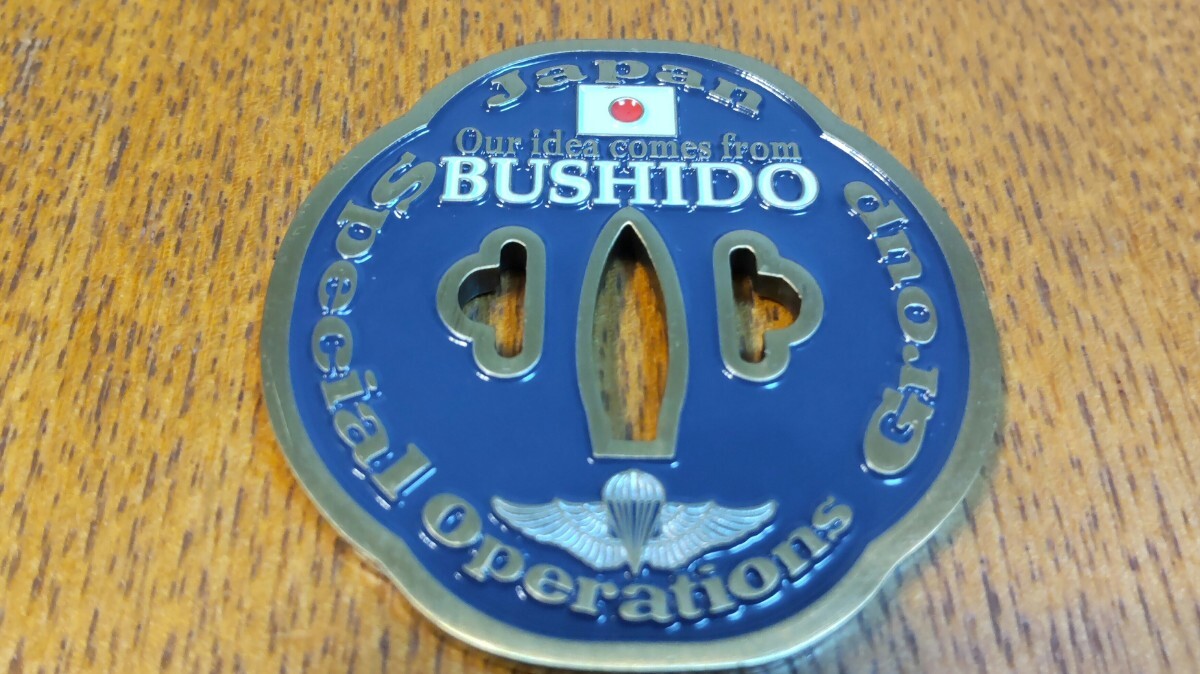 Japan
Our idea comes from
BUSHIDO
Special Operations Group